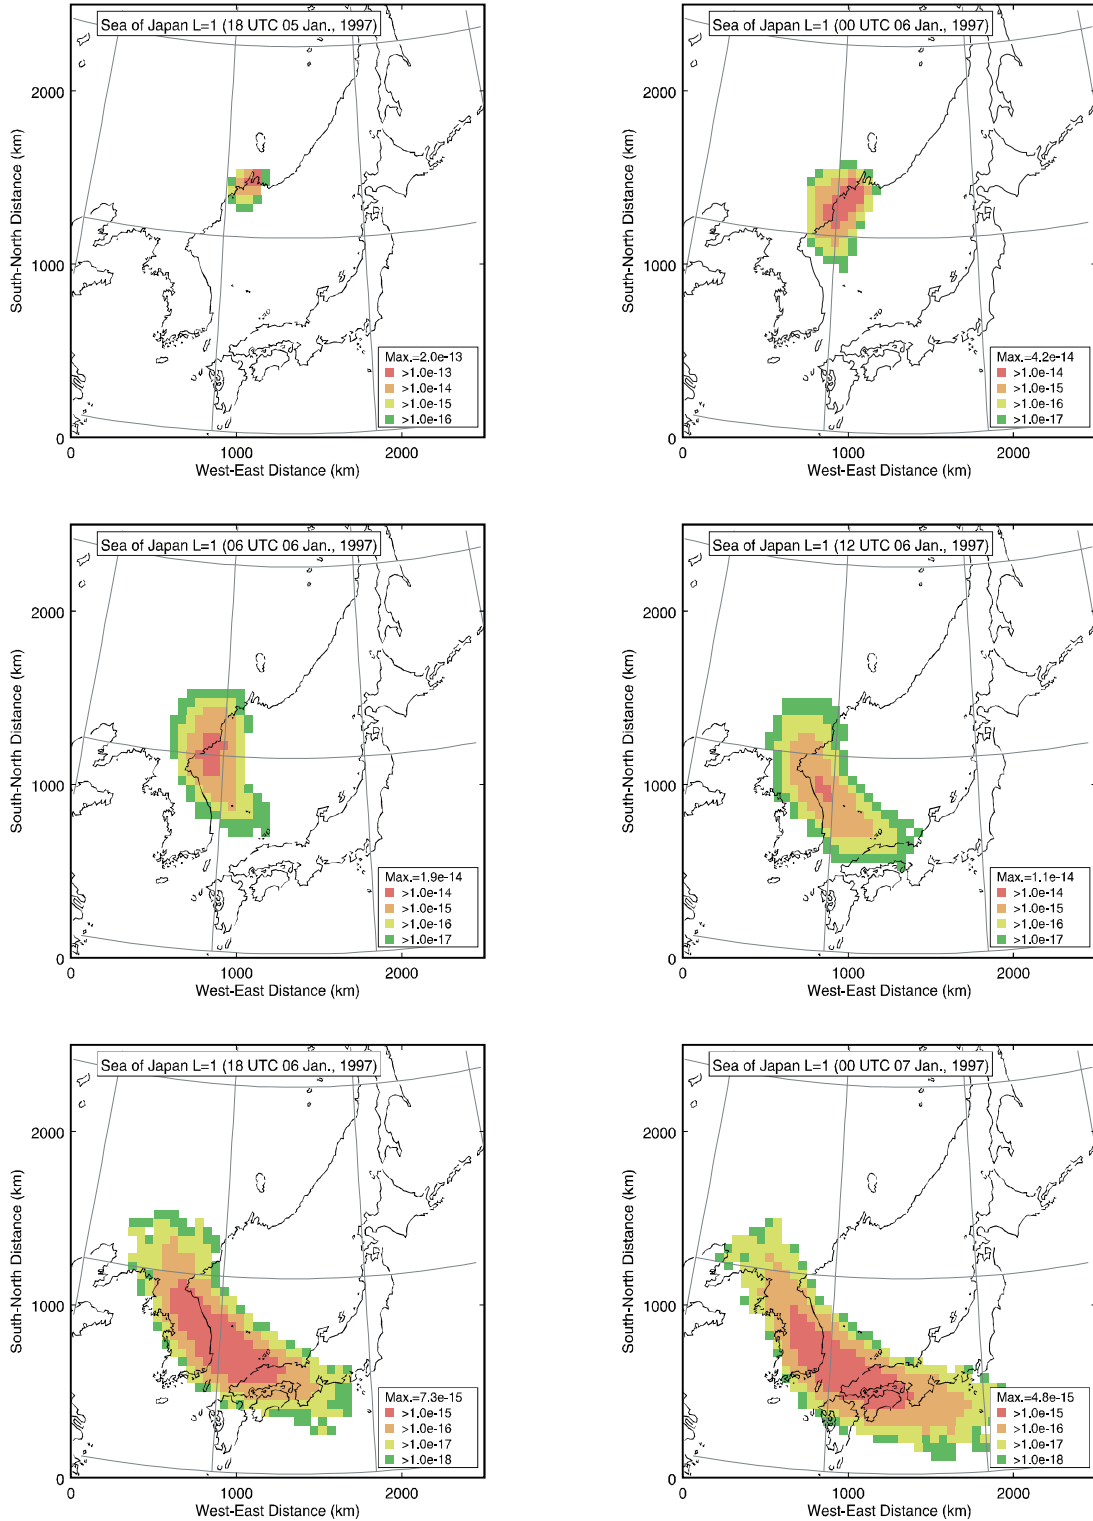 Sea of Japan L=1 (18 UTC 05 Jan., 1997)
2000
1000
0
South-North Distance (km)
Max.=2.0e-13
>1.0e-13
>1.0e-14
>1.0e-15
>1.0e-16
0
1000
2000
West-East Distance (km)
Sea of Japan L=1 (00 UTC 06 Jan., 1997)
2000
1000
0
South-North Distance (km)
Max.=4.2e-14
>1.0e-14
>1.0e-15
>1.0e-16
>1.0e-17
0
1000
2000
West-East Distance (km)
Sea of Japan L=1 (06 UTC 06 Jan., 1997)
2000
1000
0
South-North Distance (km)
Max.=1.9e-14
>1.0e-14
>1.0e-15
>1.0e-16
>1.0e-17
0
1000
2000
West-East Distance (km)
Sea of Japan L=1 (12 UTC 06 Jan., 1997)
2000
1000
0
South-North Distance (km)
Max.=1.1e-14
>1.0e-14
>1.0e-15
>1.0e-16
>1.0e-17
0
1000
2000
West-East Distance (km)
Sea of Japan L=1 (18 UTC 06 Jan., 1997)
2000
1000
0
South-North Distance (km)
Max.=7.3e-15
>1.0e-15
>1.0e-16
>1.0e-17
>1.0e-18
0
1000
2000
West-East Distance (km)
Sea of Japan L=1 (00 UTC 07 Jan., 1997)
2000
1000
0
South-North Distance (km)
Max.=4.8e-15
>1.0e-15
>1.0e-16
>1.0e-17
>1.0e-18
0
1000
2000
West-East Distance (km)